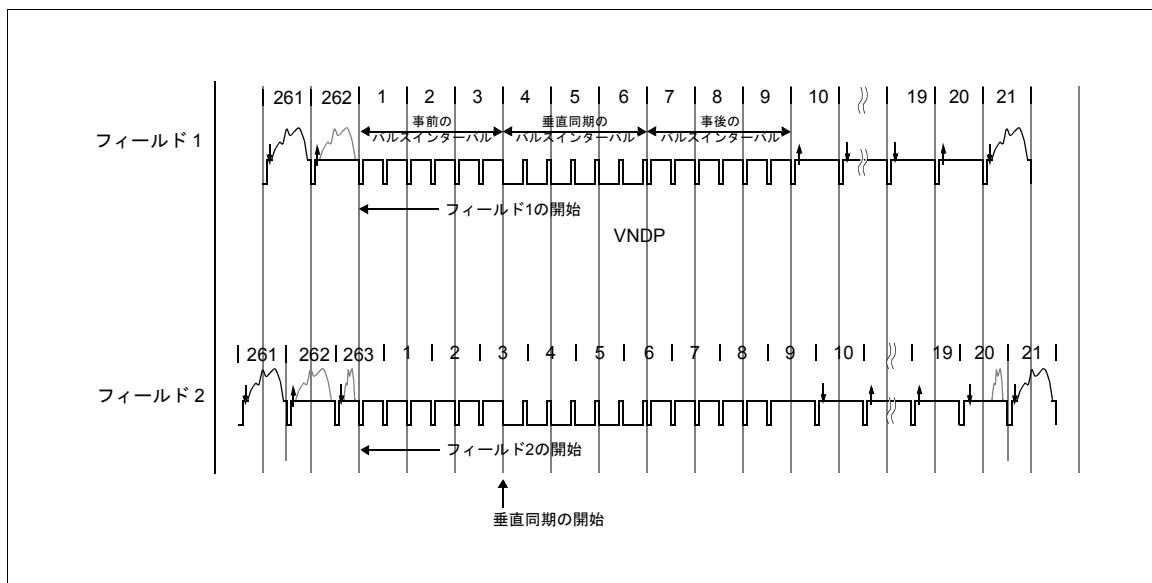 261 262 1 2 3 4 5 6 7 8 9 10 19 20 21
事前の 垂直同期の 事後の
パルスインターバル パルスインターバル パルスインターバル
フィールド 1
フィールド1の開始
VNDP
261 262 263 1 2 3 4 5 6 7 8 9 10 19 20 21
フィールド 2
フィールド2の開始
垂直同期の開始